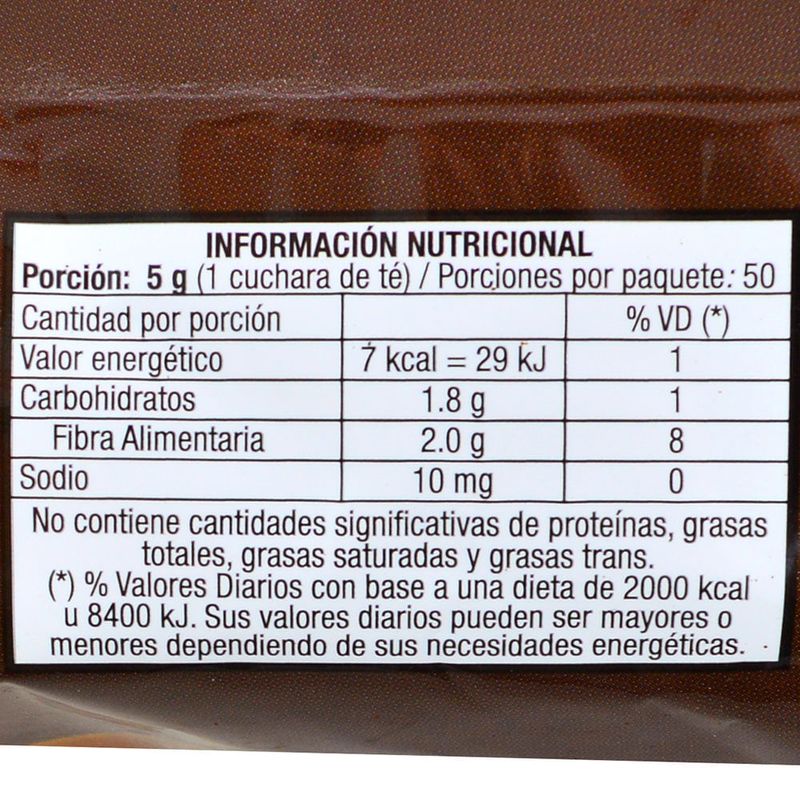 INFORMACIÓN NUTRICIONAL
Porción: 5 g (1 cuchara de té) / Porciones por paquete: 50
Cantidad por porción % VD (*)
Valor energético 7 kcal = 29 kJ 1
Carbohidratos 1.8 g 1
Fibra Alimentaria 2.0 g 8
Sodio 10 mg 0
No contiene cantidades significativas de proteínas, grasas
totales, grasas saturadas y grasas trans.
(*) % Valores Diarios con base a una dieta de 2000 kcal
u 8400 kJ. Sus valores diarios pueden ser mayores o
menores dependiendo de sus necesidades energéticas.